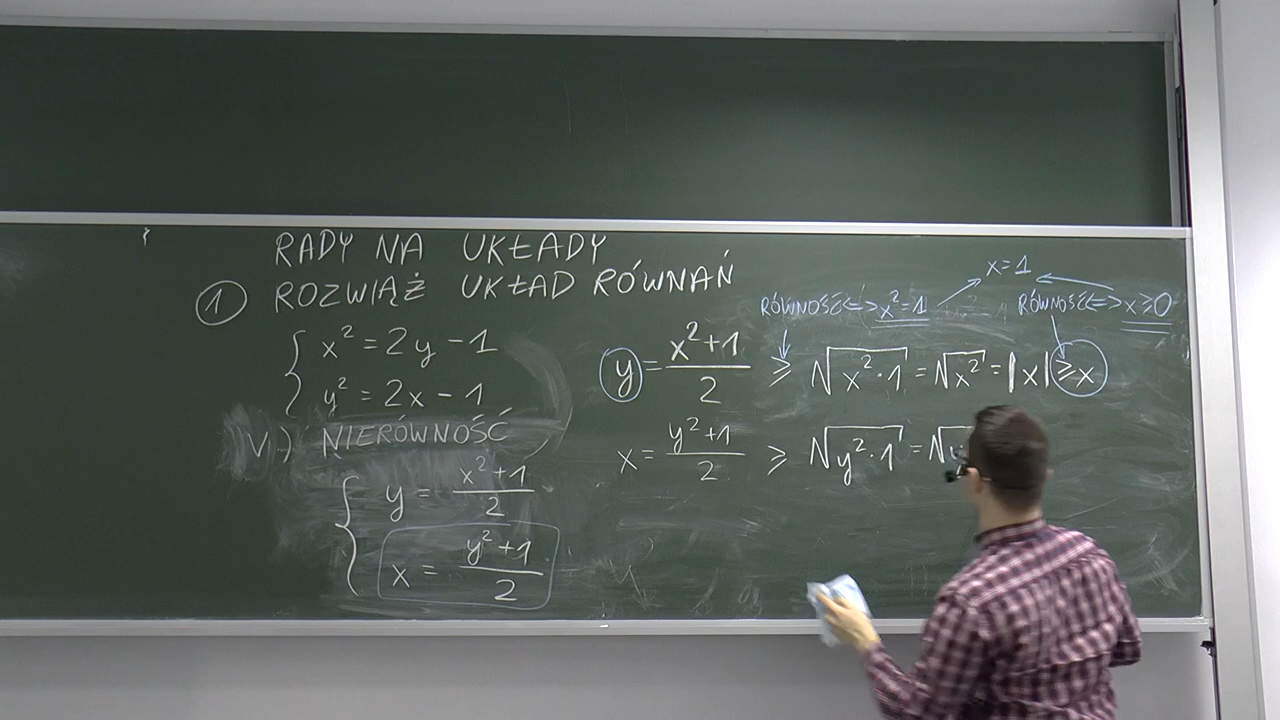 RADY NA UKŁADY
① ROZWIĄŻ UKŁAD RÓWNAŃ
x² = 2y - 1
y² = 2x - 1
V.) NIERÓWNOŚĆ
y = (x²+1)/2
x = (y²+1)/2
x=1
RÓWNOŚĆ <=> x²=1
RÓWNOŚĆ <=> x≥0
y = (x²+1)/2 ≥ √(x²·1) = √(x²) = |x| ≥ x
x = (y²+1)/2 ≥ √(y²·1) = √